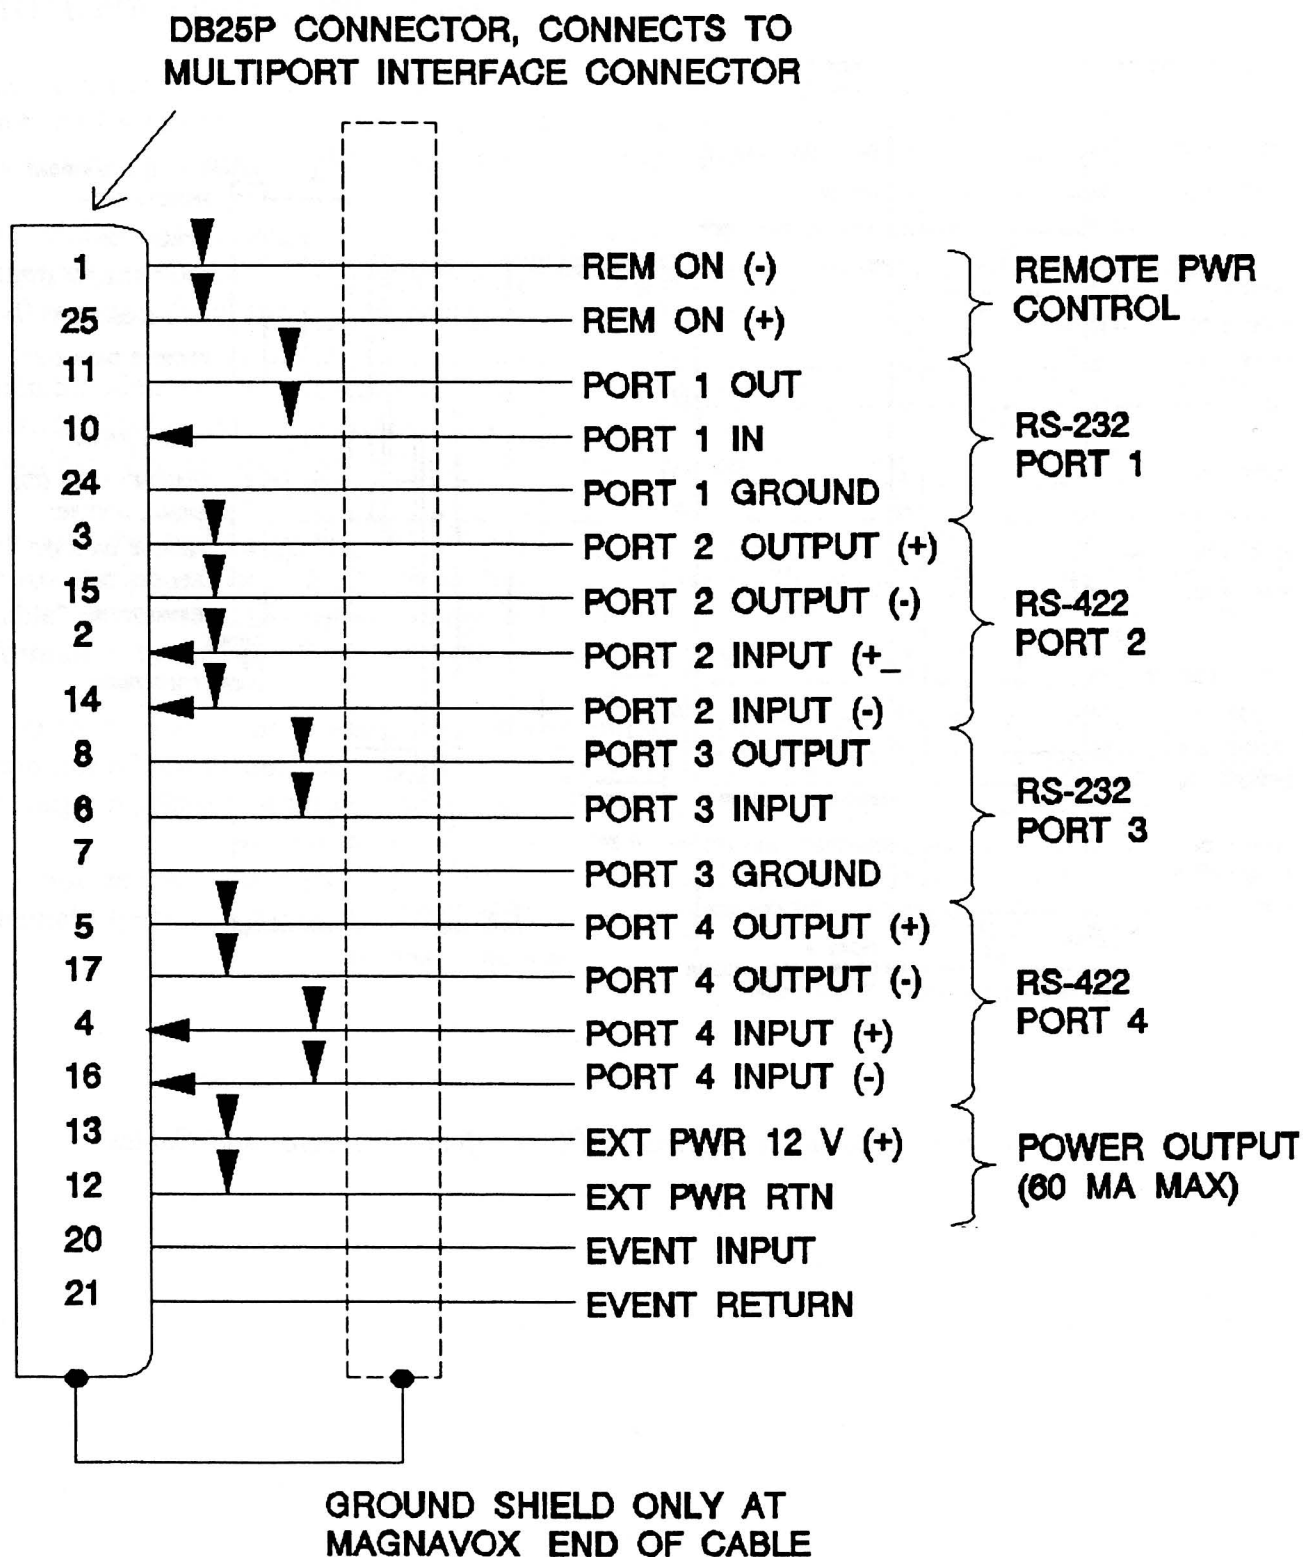 DB25P CONNECTOR, CONNECTS TO
MULTIPORT INTERFACE CONNECTOR
1 REM ON (-)
25 REM ON (+)
REMOTE PWR
CONTROL
11 PORT 1 OUT
10 PORT 1 IN
24 PORT 1 GROUND
RS-232
PORT 1
3 PORT 2 OUTPUT (+)
15 PORT 2 OUTPUT (-)
2 PORT 2 INPUT (+_
14 PORT 2 INPUT (-)
RS-422
PORT 2
8 PORT 3 OUTPUT
6 PORT 3 INPUT
7 PORT 3 GROUND
RS-232
PORT 3
5 PORT 4 OUTPUT (+)
17 PORT 4 OUTPUT (-)
4 PORT 4 INPUT (+)
16 PORT 4 INPUT (-)
RS-422
PORT 4
13 EXT PWR 12 V (+)
12 EXT PWR RTN
POWER OUTPUT
(60 MA MAX)
20 EVENT INPUT
21 EVENT RETURN
GROUND SHIELD ONLY AT
MAGNAVOX END OF CABLE